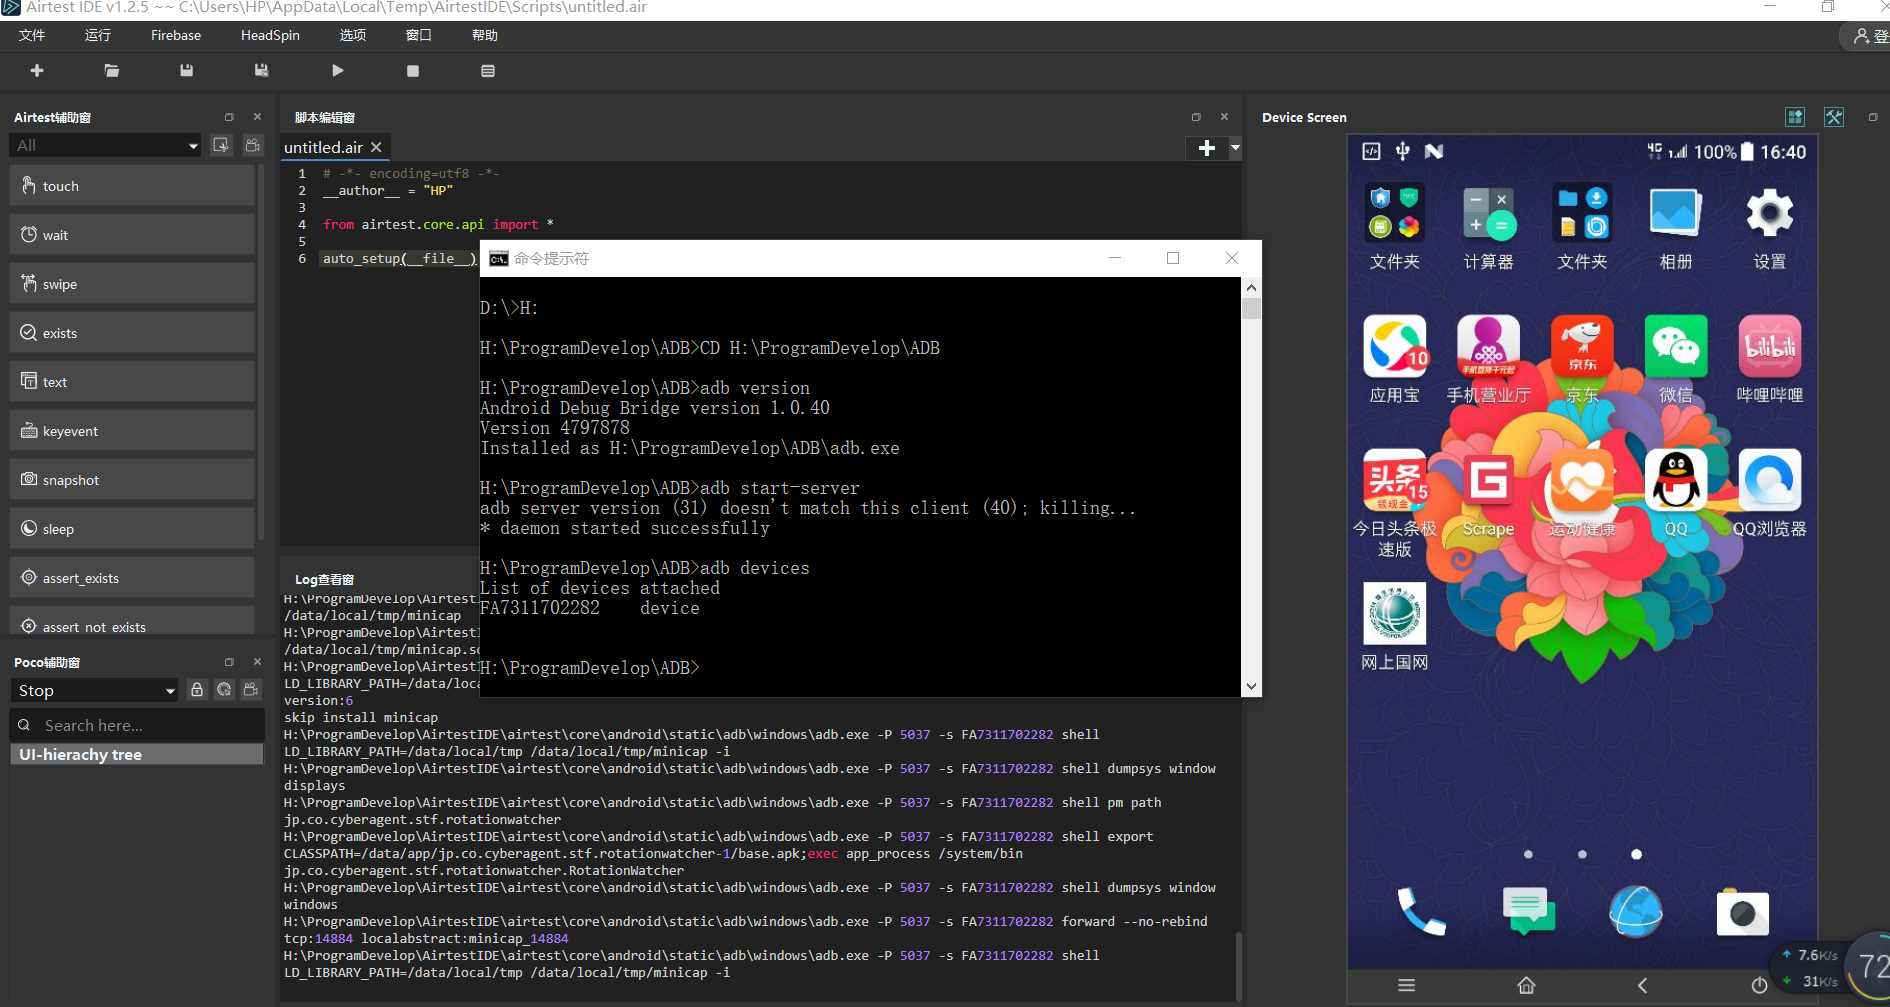 Airtest IDE v1.2.5 ~~ C:\Users\HP\AppData\Local\Temp\AirtestIDE\Scripts\untitled.air
文件 运行 Firebase HeadSpin 选项 窗口 帮助
登
Airtest辅助窗
All
touch
wait
swipe
exists
text
keyevent
snapshot
sleep
assert_exists
assert_not_exists
Poco辅助窗
Stop
Search here...
UI-hierachy tree
脚本编辑窗
untitled.air
1 # -*- encoding=utf8 -*-
2 __author__ = "HP"
3
4 from airtest.core.api import *
5
6 auto_setup(__file__)
命令提示符
D:\>H:
H:\ProgramDevelop\ADB>CD H:\ProgramDevelop\ADB
H:\ProgramDevelop\ADB>adb version
Android Debug Bridge version 1.0.40
Version 4797878
Installed as H:\ProgramDevelop\ADB\adb.exe
H:\ProgramDevelop\ADB>adb start-server
adb server version (31) doesn't match this client (40); killing...
* daemon started successfully
H:\ProgramDevelop\ADB>adb devices
List of devices attached
FA7311702282 device
H:\ProgramDevelop\ADB>
Log查看窗
H:\ProgramDevelop\Airtest
/data/local/tmp/minicap
H:\ProgramDevelop\Airtest
/data/local/tmp/minicap.s
H:\ProgramDevelop\Airtest
LD_LIBRARY_PATH=/data/loc
version:6
skip install minicap
H:\ProgramDevelop\AirtestIDE\airtest\core\android\static\adb\windows\adb.exe -P 5037 -s FA7311702282 shell
LD_LIBRARY_PATH=/data/local/tmp /data/local/tmp/minicap -i
H:\ProgramDevelop\AirtestIDE\airtest\core\android\static\adb\windows\adb.exe -P 5037 -s FA7311702282 shell dumpsys window
displays
H:\ProgramDevelop\AirtestIDE\airtest\core\android\static\adb\windows\adb.exe -P 5037 -s FA7311702282 shell pm path
jp.co.cyberagent.stf.rotationwatcher
H:\ProgramDevelop\AirtestIDE\airtest\core\android\static\adb\windows\adb.exe -P 5037 -s FA7311702282 shell export
CLASSPATH=/data/app/jp.co.cyberagent.stf.rotationwatcher-1/base.apk;exec app_process /system/bin
jp.co.cyberagent.stf.rotationwatcher.RotationWatcher
H:\ProgramDevelop\AirtestIDE\airtest\core\android\static\adb\windows\adb.exe -P 5037 -s FA7311702282 shell dumpsys window
windows
H:\ProgramDevelop\AirtestIDE\airtest\core\android\static\adb\windows\adb.exe -P 5037 -s FA7311702282 forward --no-rebind
tcp:14884 localabstract:minicap_14884
H:\ProgramDevelop\AirtestIDE\airtest\core\android\static\adb\windows\adb.exe -P 5037 -s FA7311702282 shell
LD_LIBRARY_PATH=/data/local/tmp /data/local/tmp/minicap -i
Device Screen
4G 100% 16:40
文件夹 计算器 文件夹 相册 设置
10 手机直降千元起 京东 bilibili
应用宝 手机营业厅 京东 微信 哔哩哔哩
头条 15
领现金
今日头条极速版 Scrape 运动健康 QQ QQ浏览器
网上国网
7.6K/s
31K/s
72